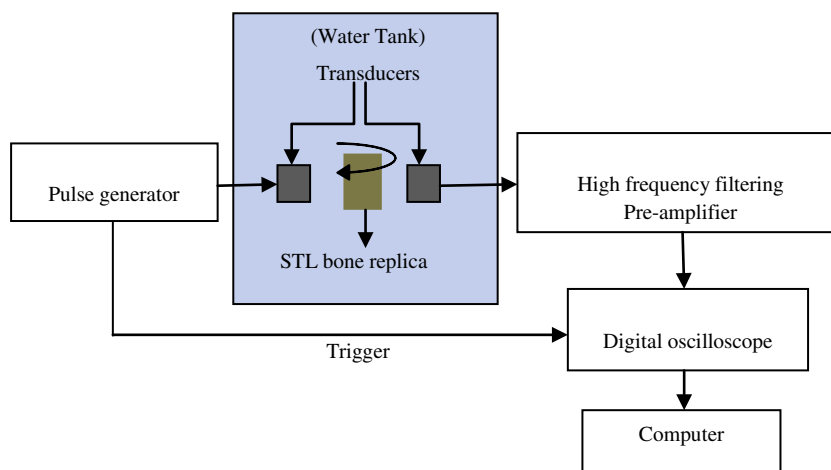 (Water Tank)
Transducers
Pulse generator
High frequency filtering
Pre-amplifier
STL bone replica
Trigger
Digital oscilloscope
Computer